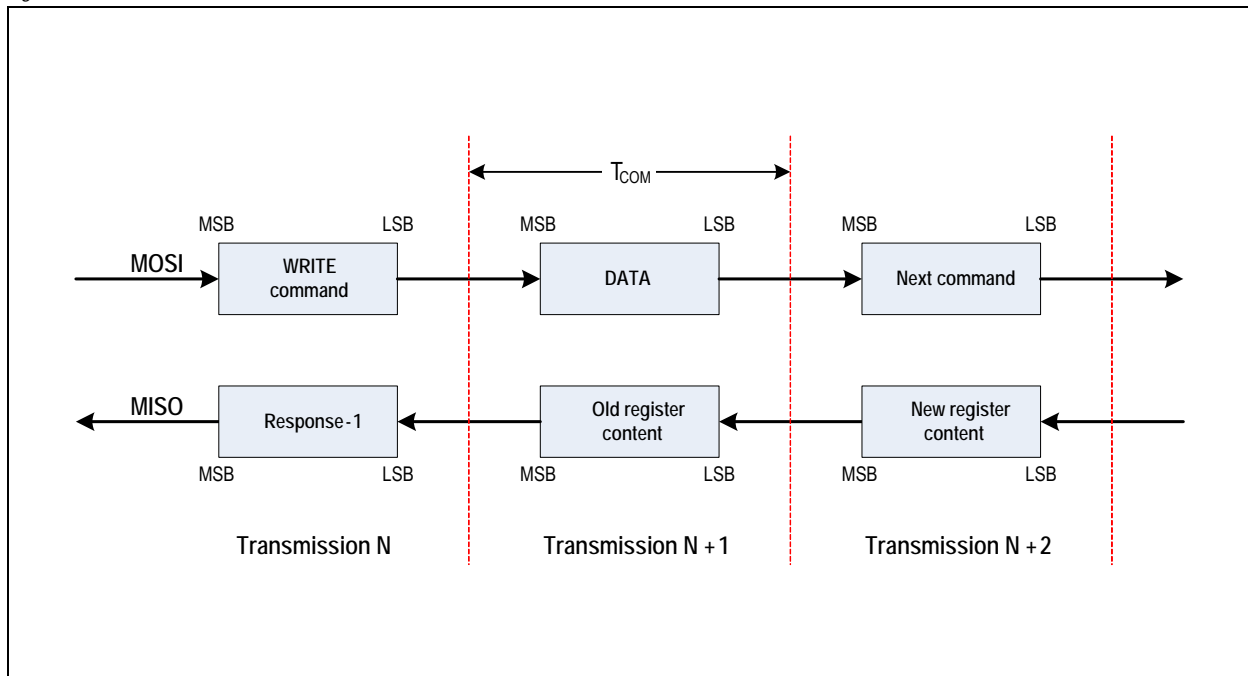 T_COM
MSB LSB MSB LSB MSB LSB
MOSI WRITE command DATA Next command
MISO Response-1 Old register content New register content
MSB LSB MSB LSB MSB LSB
Transmission N Transmission N+1 Transmission N+2